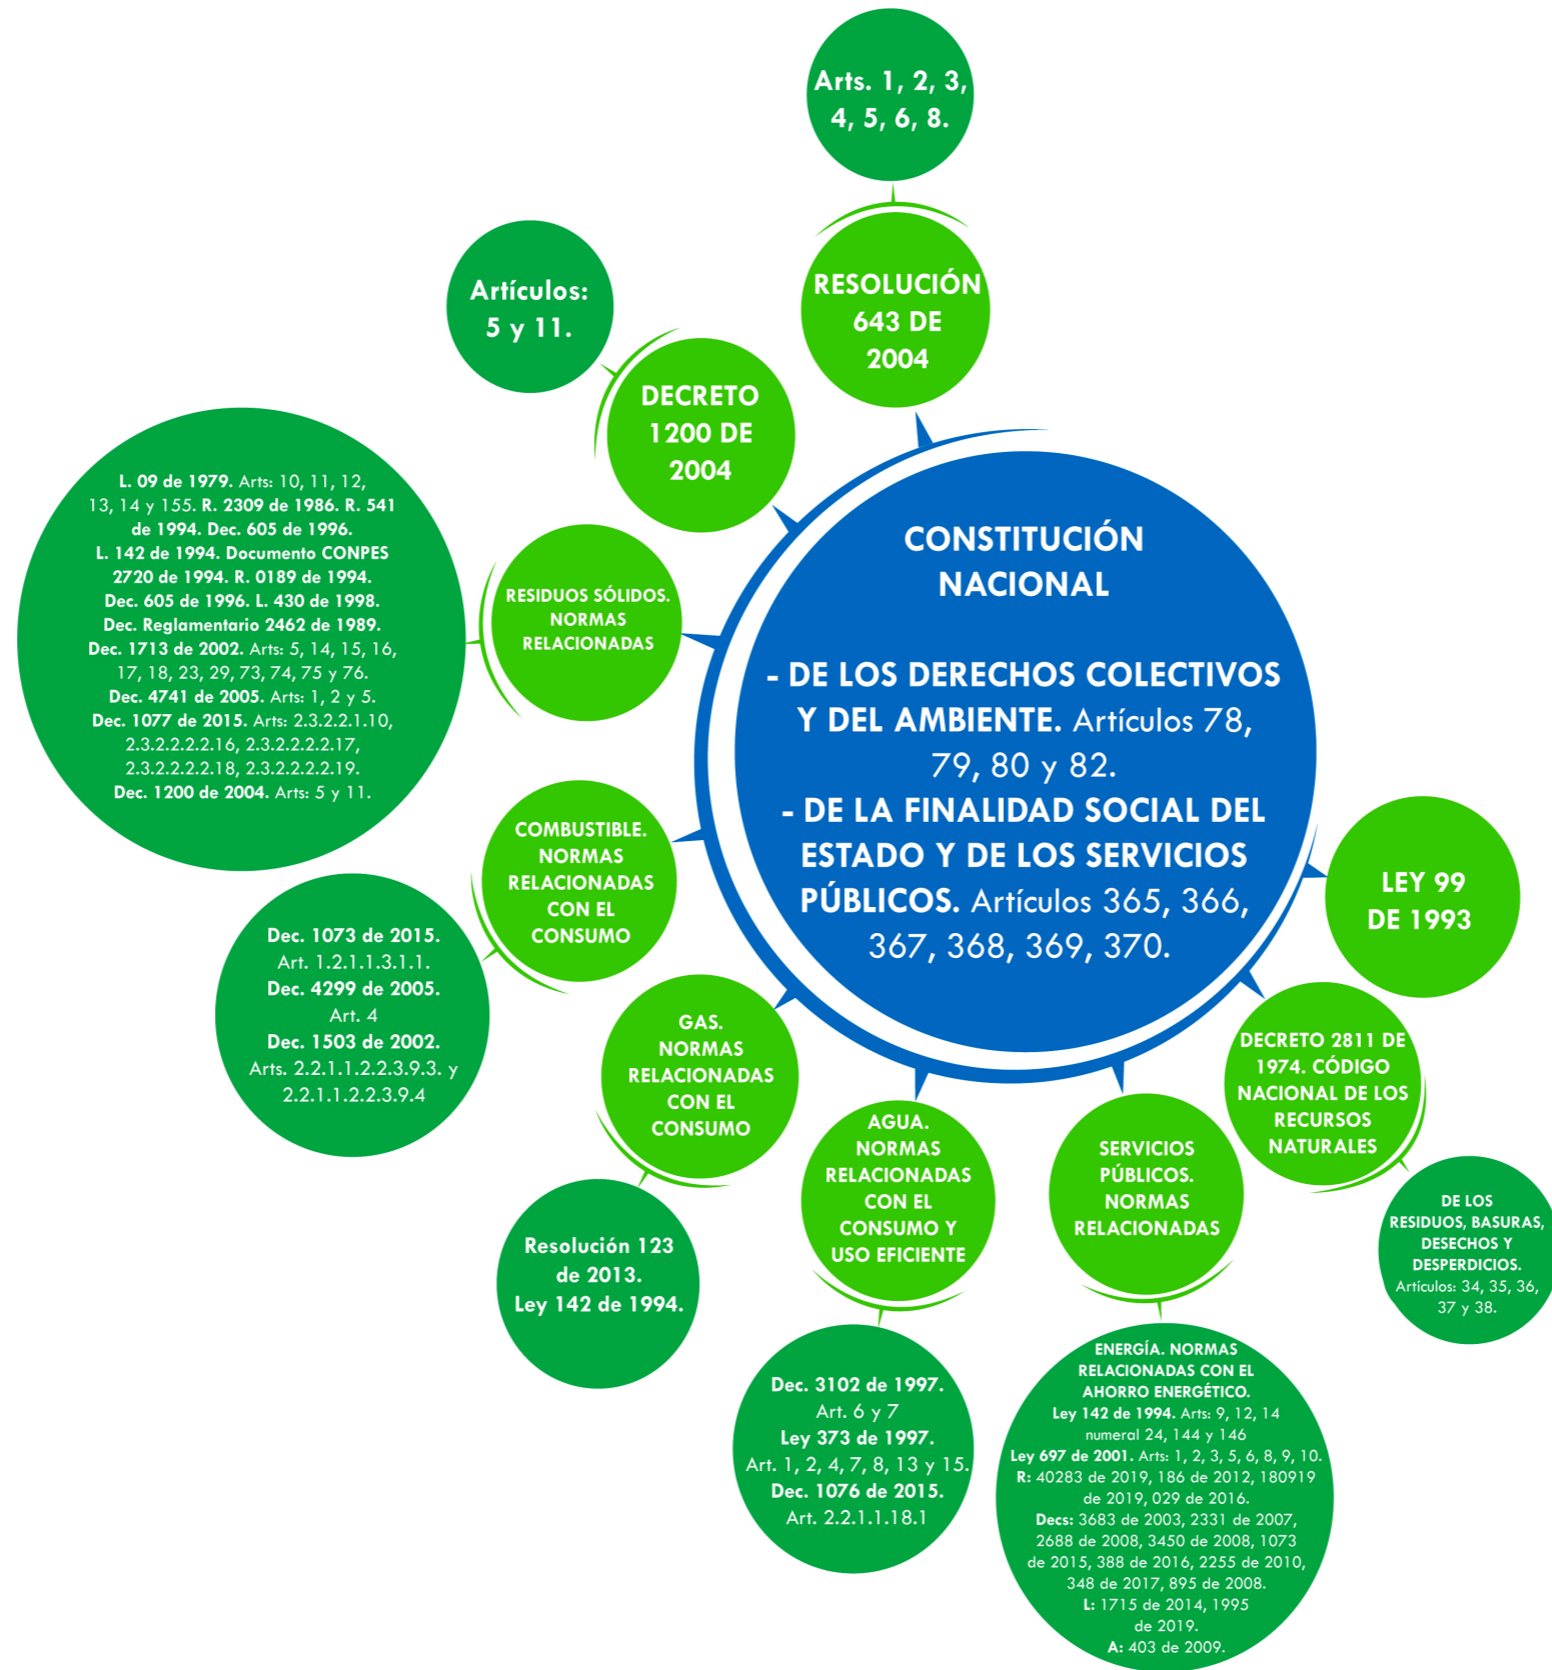 Arts. 1, 2, 3,
4, 5, 6, 8.
RESOLUCIÓN
643 DE
2004
Artículos:
5 y 11.
DECRETO
1200 DE
2004
L. 09 de 1979. Arts: 10, 11, 12,
13, 14 y 155. R. 2309 de 1986. R. 541
de 1994. Dec. 605 de 1996.
L. 142 de 1994. Documento CONPES
2720 de 1994. R. 0189 de 1994.
Dec. 605 de 1996. L. 430 de 1998.
Dec. Reglamentario 2462 de 1989.
Dec. 1713 de 2002. Arts: 5, 14, 15, 16,
17, 18, 23, 29, 73, 74, 75 y 76.
Dec. 4741 de 2005. Arts: 1, 2 y 5.
Dec. 1077 de 2015. Arts: 2.3.2.2.1.10,
2.3.2.2.2.2.16, 2.3.2.2.2.2.17,
2.3.2.2.2.2.18, 2.3.2.2.2.2.19.
Dec. 1200 de 2004. Arts: 5 y 11.
RESIDUOS SÓLIDOS.
NORMAS
RELACIONADAS
CONSTITUCIÓN
NACIONAL
- DE LOS DERECHOS COLECTIVOS
Y DEL AMBIENTE. Artículos 78,
79, 80 y 82.
- DE LA FINALIDAD SOCIAL DEL
ESTADO Y DE LOS SERVICIOS
PÚBLICOS. Artículos 365, 366,
367, 368, 369, 370.
COMBUSTIBLE.
NORMAS
RELACIONADAS
CON EL
CONSUMO
Dec. 1073 de 2015.
Art. 1.2.1.1.3.1.1.
Dec. 4299 de 2005.
Art. 4
Dec. 1503 de 2002.
Arts. 2.2.1.1.2.2.3.9.3. y
2.2.1.1.2.2.3.9.4
LEY 99
DE 1993
GAS.
NORMAS
RELACIONADAS
CON EL
CONSUMO
Resolución 123
de 2013.
Ley 142 de 1994.
AGUA.
NORMAS
RELACIONADAS
CON EL
CONSUMO Y
USO EFICIENTE
Dec. 3102 de 1997.
Art. 6 y 7
Ley 373 de 1997.
Art. 1, 2, 4, 7, 8, 13 y 15.
Dec. 1076 de 2015.
Art. 2.2.1.1.18.1
SERVICIOS
PÚBLICOS.
NORMAS
RELACIONADAS
ENERGÍA. NORMAS
RELACIONADAS CON EL
AHORRO ENERGÉTICO.
Ley 142 de 1994. Arts: 9, 12, 14
numeral 24, 144 y 146
Ley 697 de 2001. Arts: 1, 2, 3, 5, 6, 8, 9, 10.
R: 40283 de 2019, 186 de 2012, 180919
de 2019, 029 de 2016.
Decs: 3683 de 2003, 2331 de 2007,
2688 de 2008, 3450 de 2008, 1073
de 2015, 388 de 2016, 2255 de 2010,
348 de 2017, 895 de 2008.
L: 1715 de 2014, 1995
de 2019.
A: 403 de 2009.
DECRETO 2811 DE
1974. CÓDIGO
NACIONAL DE LOS
RECURSOS
NATURALES
DE LOS
RESIDUOS, BASURAS,
DESECHOS Y
DESPERDICIOS.
Artículos: 34, 35, 36,
37 y 38.